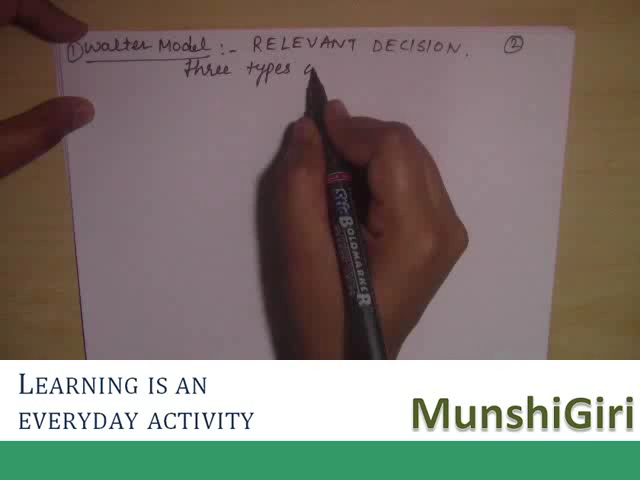 ① Walter Model :- RELEVANT DECISION. ②
Three types
BOLDMARKER
LEARNING IS AN
EVERYDAY ACTIVITY
MunshiGiri